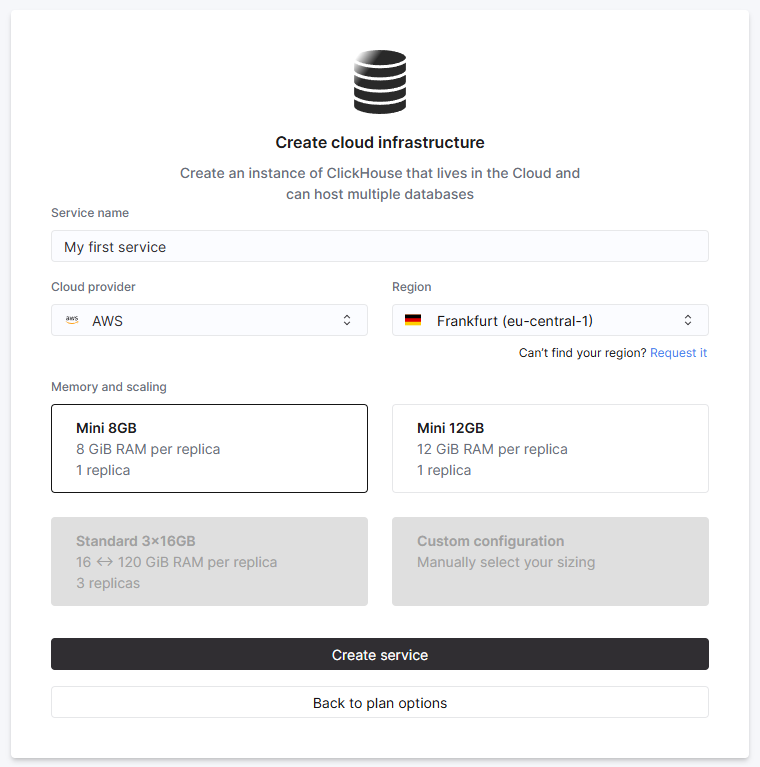 Create cloud infrastructure
Create an instance of ClickHouse that lives in the Cloud and
can host multiple databases
Service name
My first service
Cloud provider
Region
aws AWS
Frankfurt (eu-central-1)
Can't find your region? Request it
Memory and scaling
Mini 8GB
8 GiB RAM per replica
1 replica
Mini 12GB
12 GiB RAM per replica
1 replica
Standard 3×16GB
16 <-> 120 GiB RAM per replica
3 replicas
Custom configuration
Manually select your sizing
Create service
Back to plan options